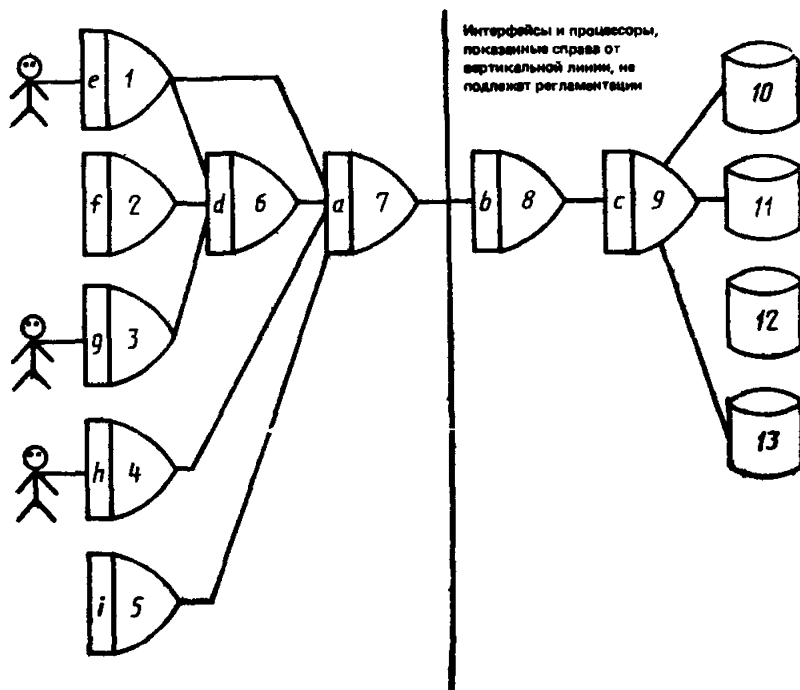 Интерфейсы и процессоры,
показанные справа от
вертикальной линии, не
подлежат регламентации
e 1
10
f 2
d 6
a 7
b 8
c 9
11
g 3
12
h 4
13
i 5